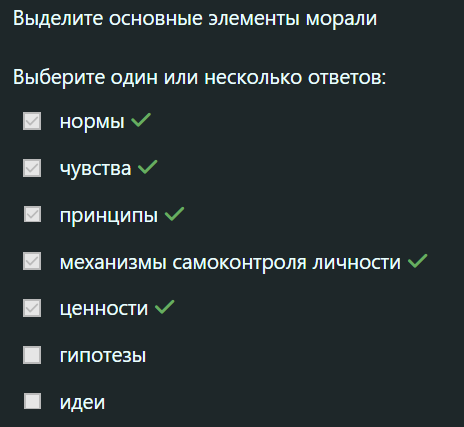 Выделите основные элементы морали
Выберите один или несколько ответов:
нормы
чувства
принципы
механизмы самоконтроля личности
ценности
гипотезы
идеи